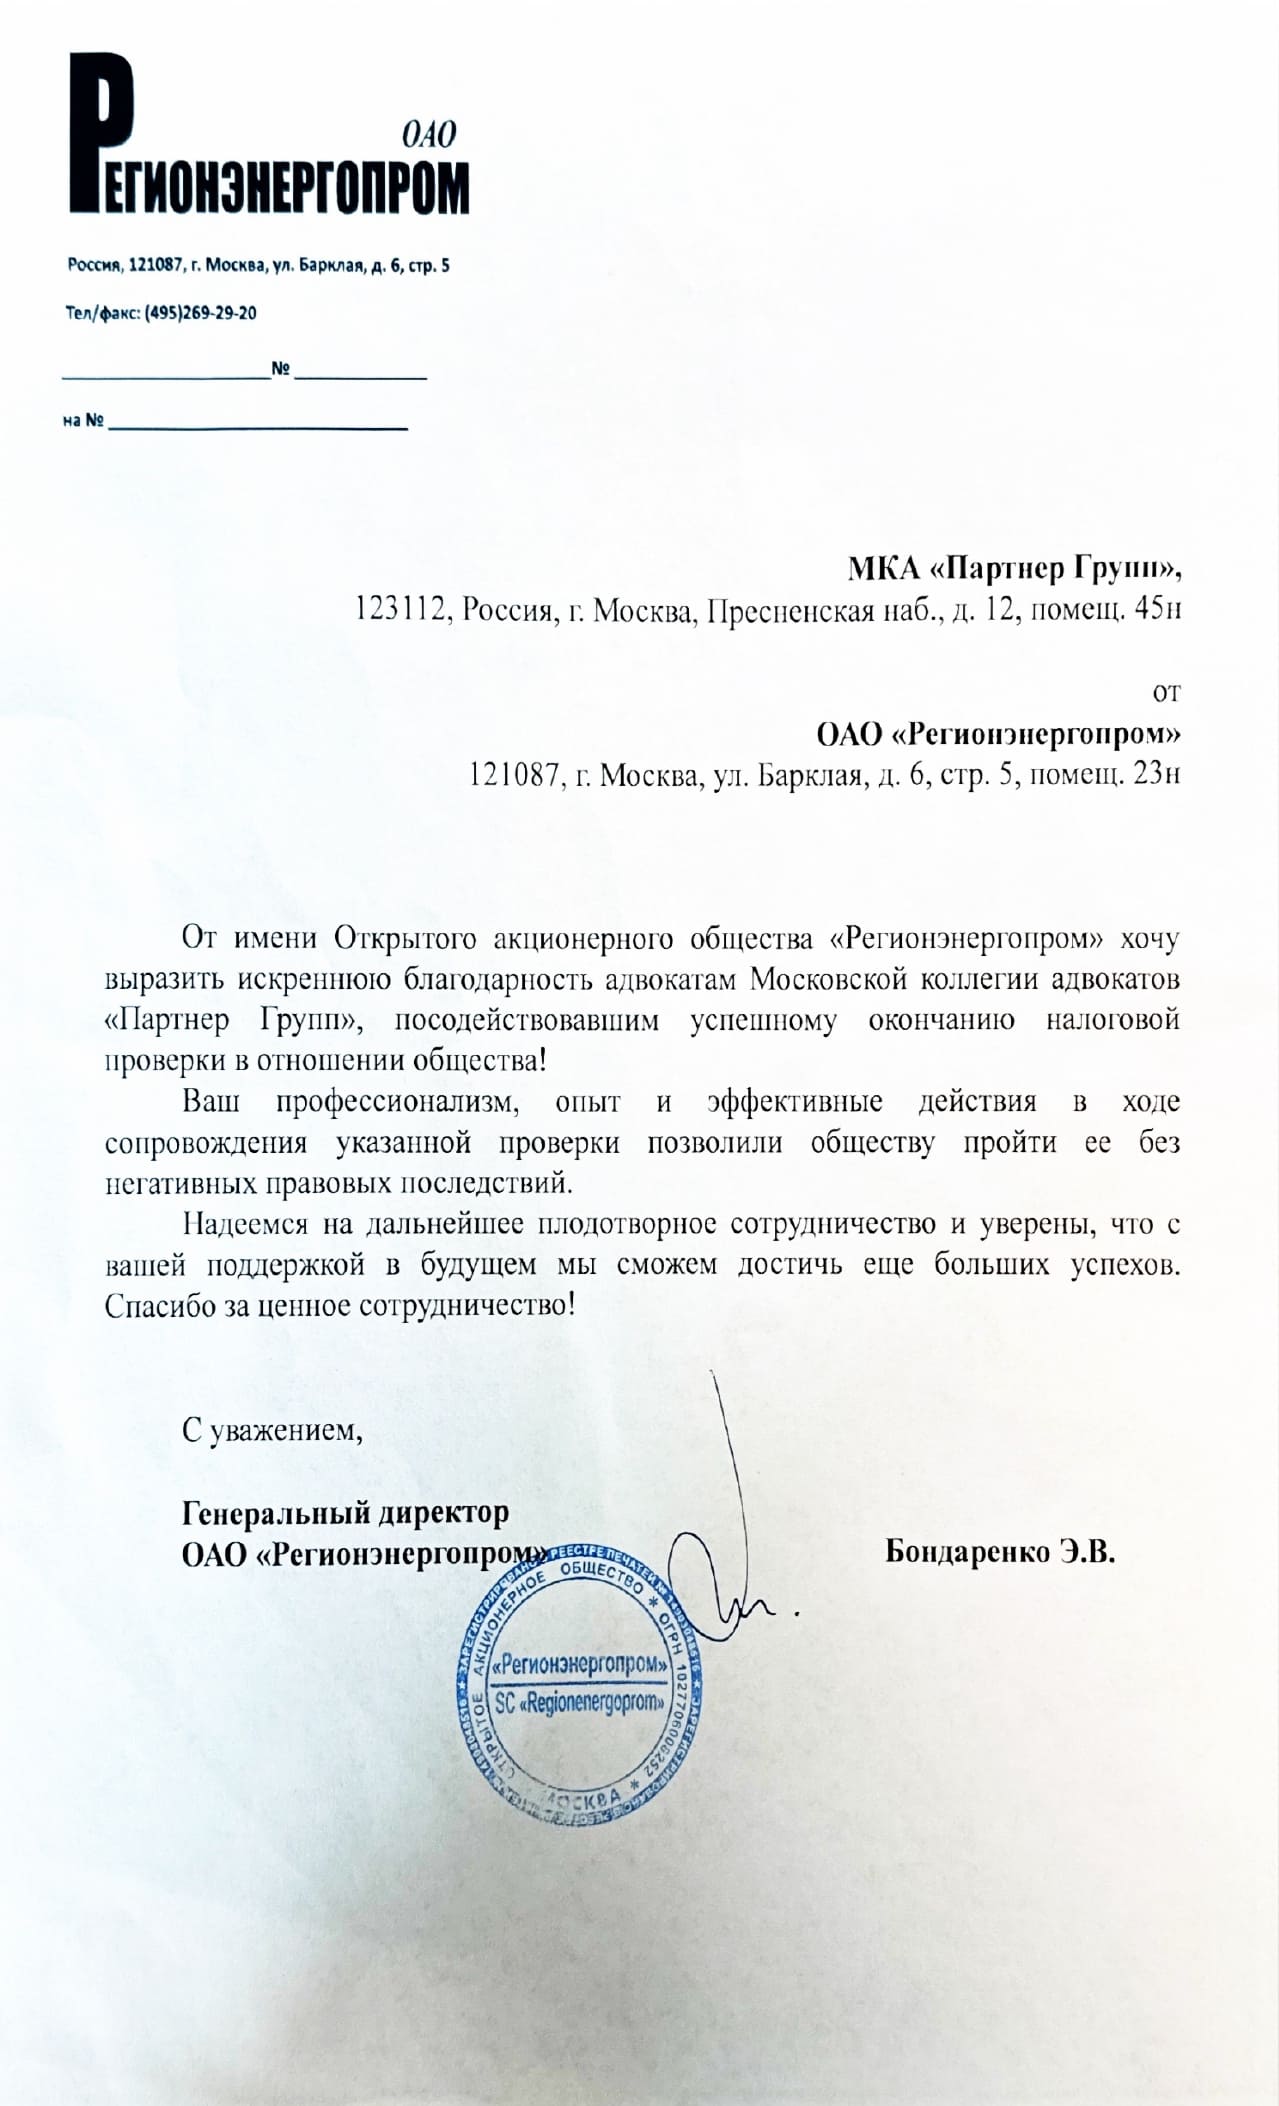 ОАО
РЕГИОНЭНЕРГОПРОМ
Россия, 121087, г. Москва, ул. Барклая, д. 6, стр. 5
Тел/факс: (495)269-29-20
____________________№ _____________
на № _____________________________
МКА «Партнер Групп»,
123112, Россия, г. Москва, Пресненская наб., д. 12, помещ. 45н
от
ОАО «Регионэнергопром»
121087, г. Москва, ул. Барклая, д. 6, стр. 5, помещ. 23н
От имени Открытого акционерного общества «Регионэнергопром» хочу
выразить искреннюю благодарность адвокатам Московской коллегии адвокатов
«Партнер Групп», посодействовавшим успешному окончанию налоговой
проверки в отношении общества!
Ваш профессионализм, опыт и эффективные действия в ходе
сопровождения указанной проверки позволили обществу пройти ее без
негативных правовых последствий.
Надеемся на дальнейшее плодотворное сотрудничество и уверены, что с
вашей поддержкой в будущем мы сможем достичь еще больших успехов.
Спасибо за ценное сотрудничество!
С уважением,
Генеральный директор
ОАО «Регионэнергопром»
Бондаренко Э.В.
ЗАРЕГИСТРИРОВАНО В РЕЕСТРЕ ПЕЧАТЕЙ
ОТКРЫТОЕ АКЦИОНЕРНОЕ ОБЩЕСТВО * ОГРН 1027706006252 *
МОСКВА
«Регионэнергопром»
SC «Regionenergoprom»